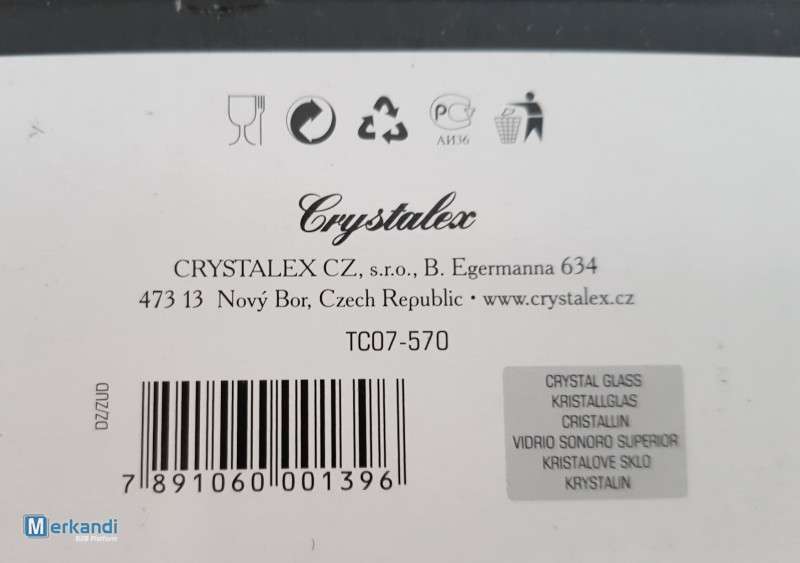 PC
АИ36
Crystalex
CRYSTALEX CZ, s.r.o., B. Egermanna 634
473 13 Nový Bor, Czech Republic • www.crystalex.cz
TC07-570
DZ/ZUD
7 891060 001396
CRYSTAL GLASS
KRISTALLGLAS
CRISTALLIN
VIDRIO SONORO SUPERIOR
KRISTALOVE SKLO
KRYSTALIN
Merkandi
B2B Platform